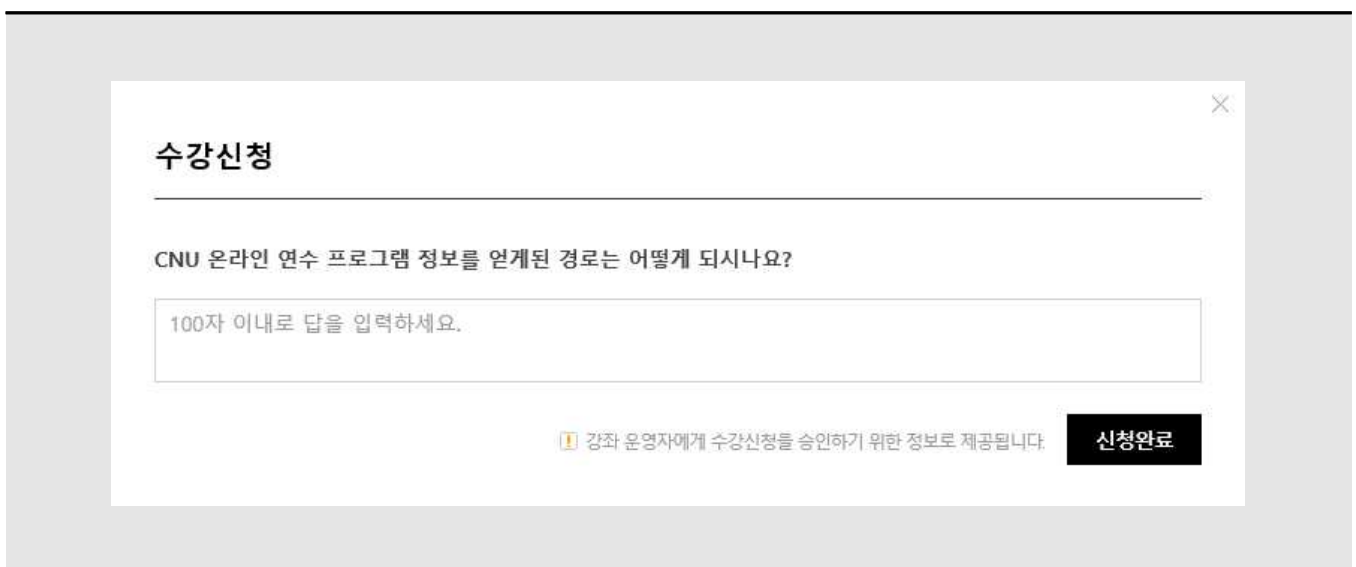 수강신청
CNU 온라인 연수 프로그램 정보를 얻게된 경로는 어떻게 되시나요?
100자 이내로 답을 입력하세요.
강좌 운영자에게 수강신청을 승인하기 위한 정보로 제공됩니다.
신청완료